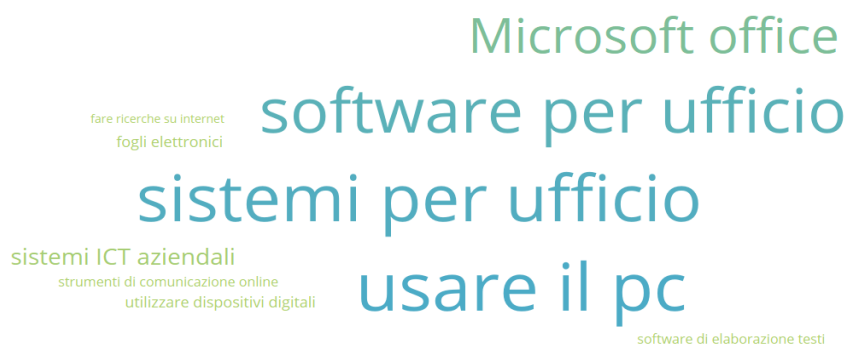 Microsoft office
software per ufficio
fare ricerche su internet
fogli elettronici
sistemi per ufficio
sistemi ICT aziendali
usare il pc
strumenti di comunicazione online
utilizzare dispositivi digitali
software di elaborazione testi